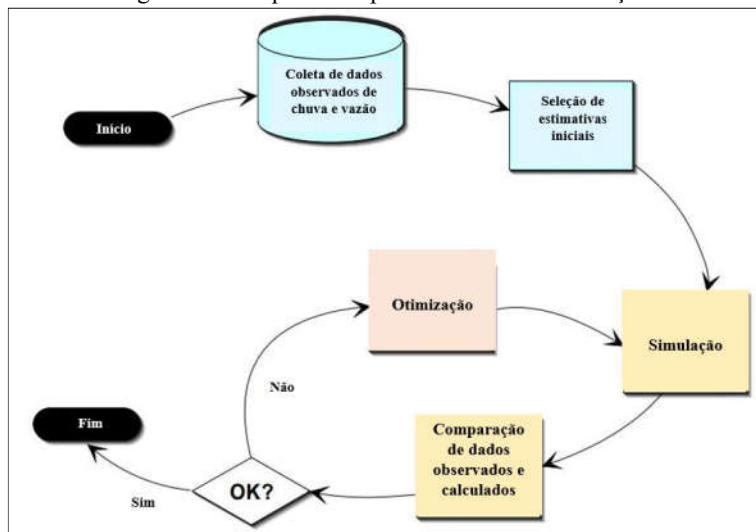 Início
Coleta de dados
observados de
chuva e vazão
Seleção de
estimativas
iniciais
Simulação
Otimização
Comparação
de dados
observados e
calculados
OK?
Não
Sim
Fim